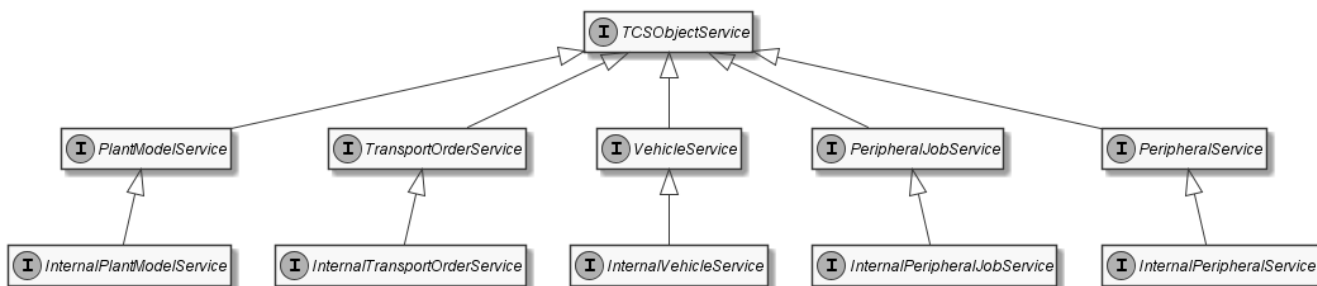 I TCSObjectService
I PlantModelService
I TransportOrderService
I VehicleService
I PeripheralJobService
I PeripheralService
I InternalPlantModelService
I InternalTransportOrderService
I InternalVehicleService
I InternalPeripheralJobService
I InternalPeripheralService